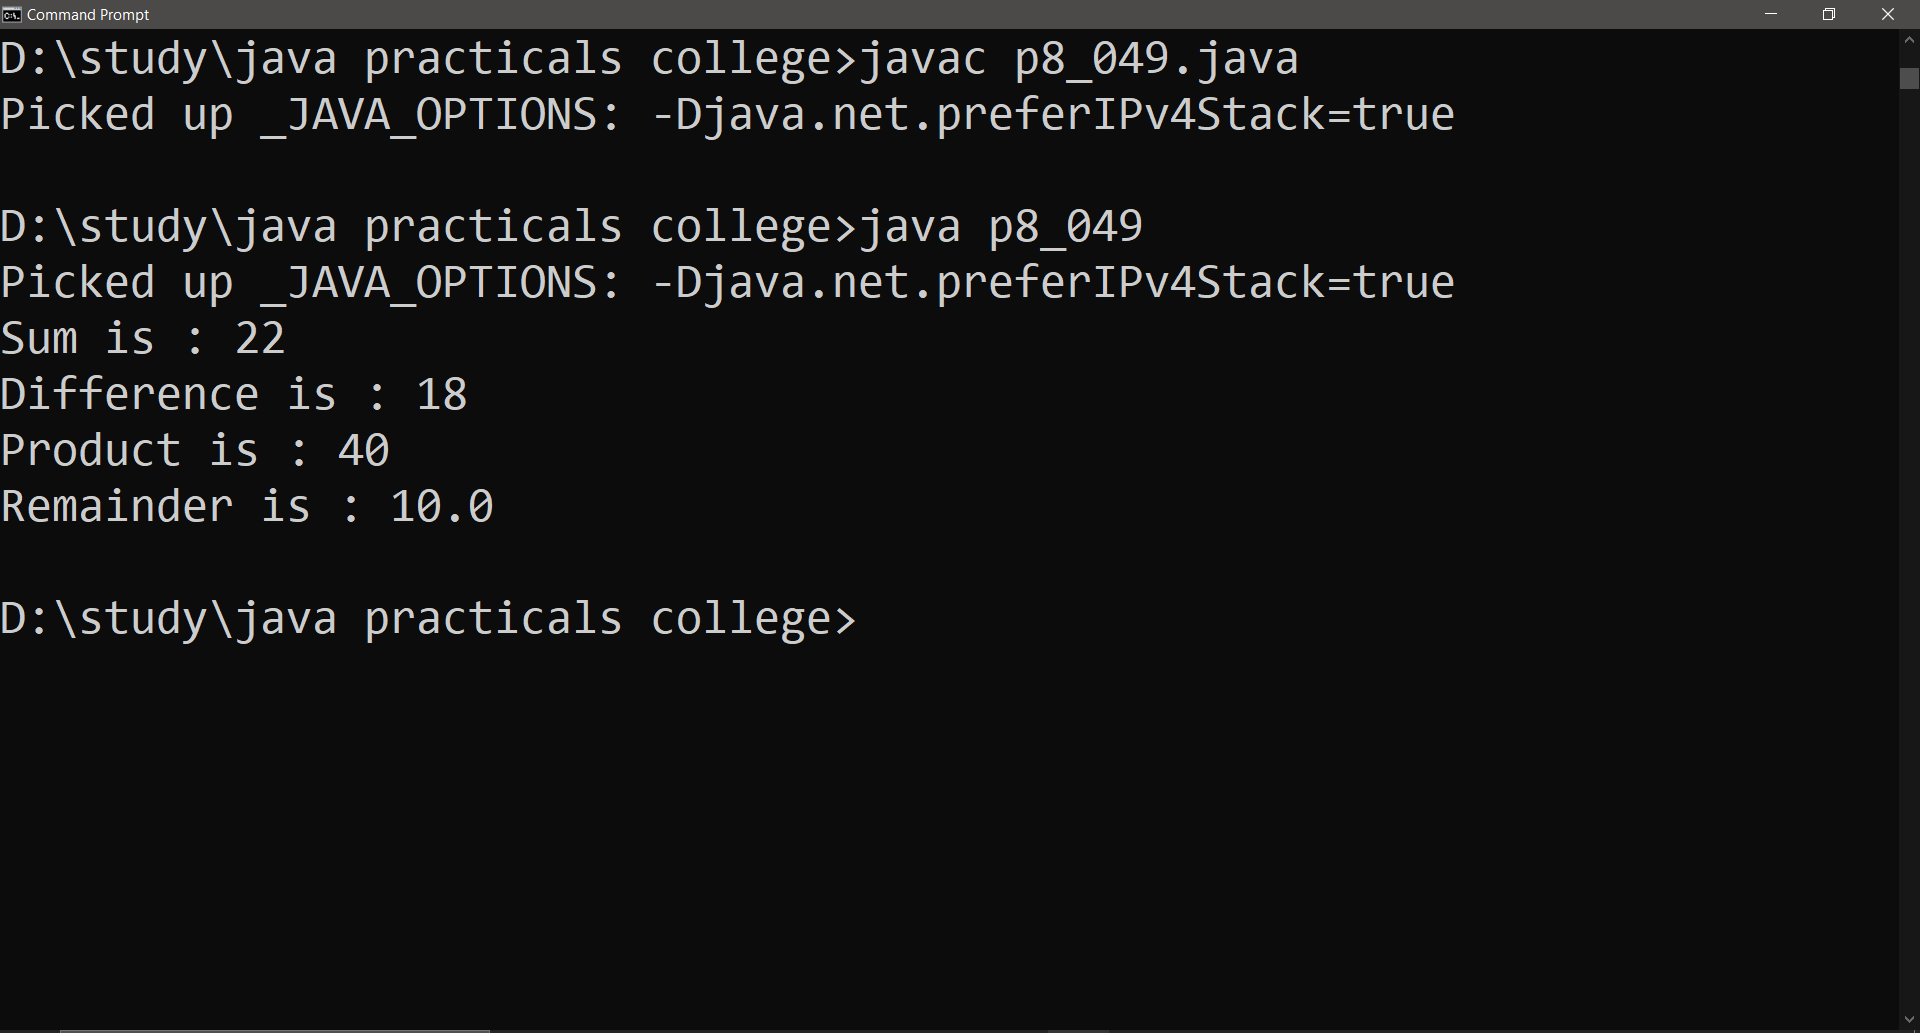 Command Prompt
D:\study\java practicals college>javac p8_049.java
Picked up _JAVA_OPTIONS: -Djava.net.preferIPv4Stack=true
D:\study\java practicals college>java p8_049
Picked up _JAVA_OPTIONS: -Djava.net.preferIPv4Stack=true
Sum is : 22
Difference is : 18
Product is : 40
Remainder is : 10.0
D:\study\java practicals college>